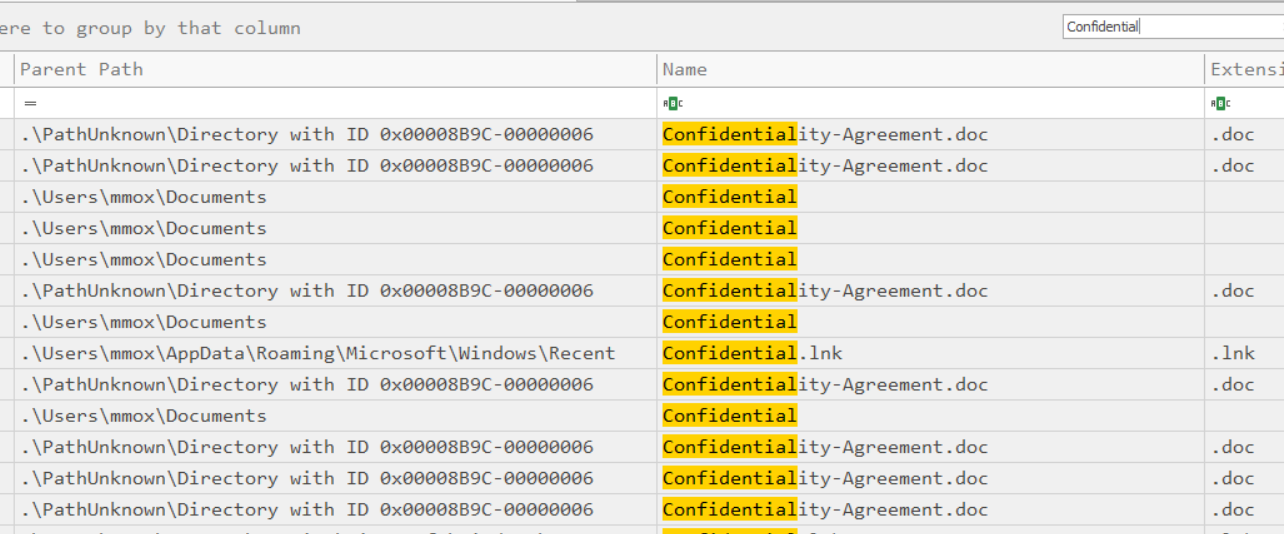 ere to group by that column Confidential
Parent Path Name Extensi
= ABC ABC
.\PathUnknown\Directory with ID 0x00008B9C-00000006 Confidentiality-Agreement.doc .doc
.\PathUnknown\Directory with ID 0x00008B9C-00000006 Confidentiality-Agreement.doc .doc
.\Users\mmox\Documents Confidential
.\Users\mmox\Documents Confidential
.\Users\mmox\Documents Confidential
.\PathUnknown\Directory with ID 0x00008B9C-00000006 Confidentiality-Agreement.doc .doc
.\Users\mmox\Documents Confidential
.\Users\mmox\AppData\Roaming\Microsoft\Windows\Recent Confidential.lnk .lnk
.\PathUnknown\Directory with ID 0x00008B9C-00000006 Confidentiality-Agreement.doc .doc
.\Users\mmox\Documents Confidential
.\PathUnknown\Directory with ID 0x00008B9C-00000006 Confidentiality-Agreement.doc .doc
.\PathUnknown\Directory with ID 0x00008B9C-00000006 Confidentiality-Agreement.doc .doc
.\PathUnknown\Directory with ID 0x00008B9C-00000006 Confidentiality-Agreement.doc .doc